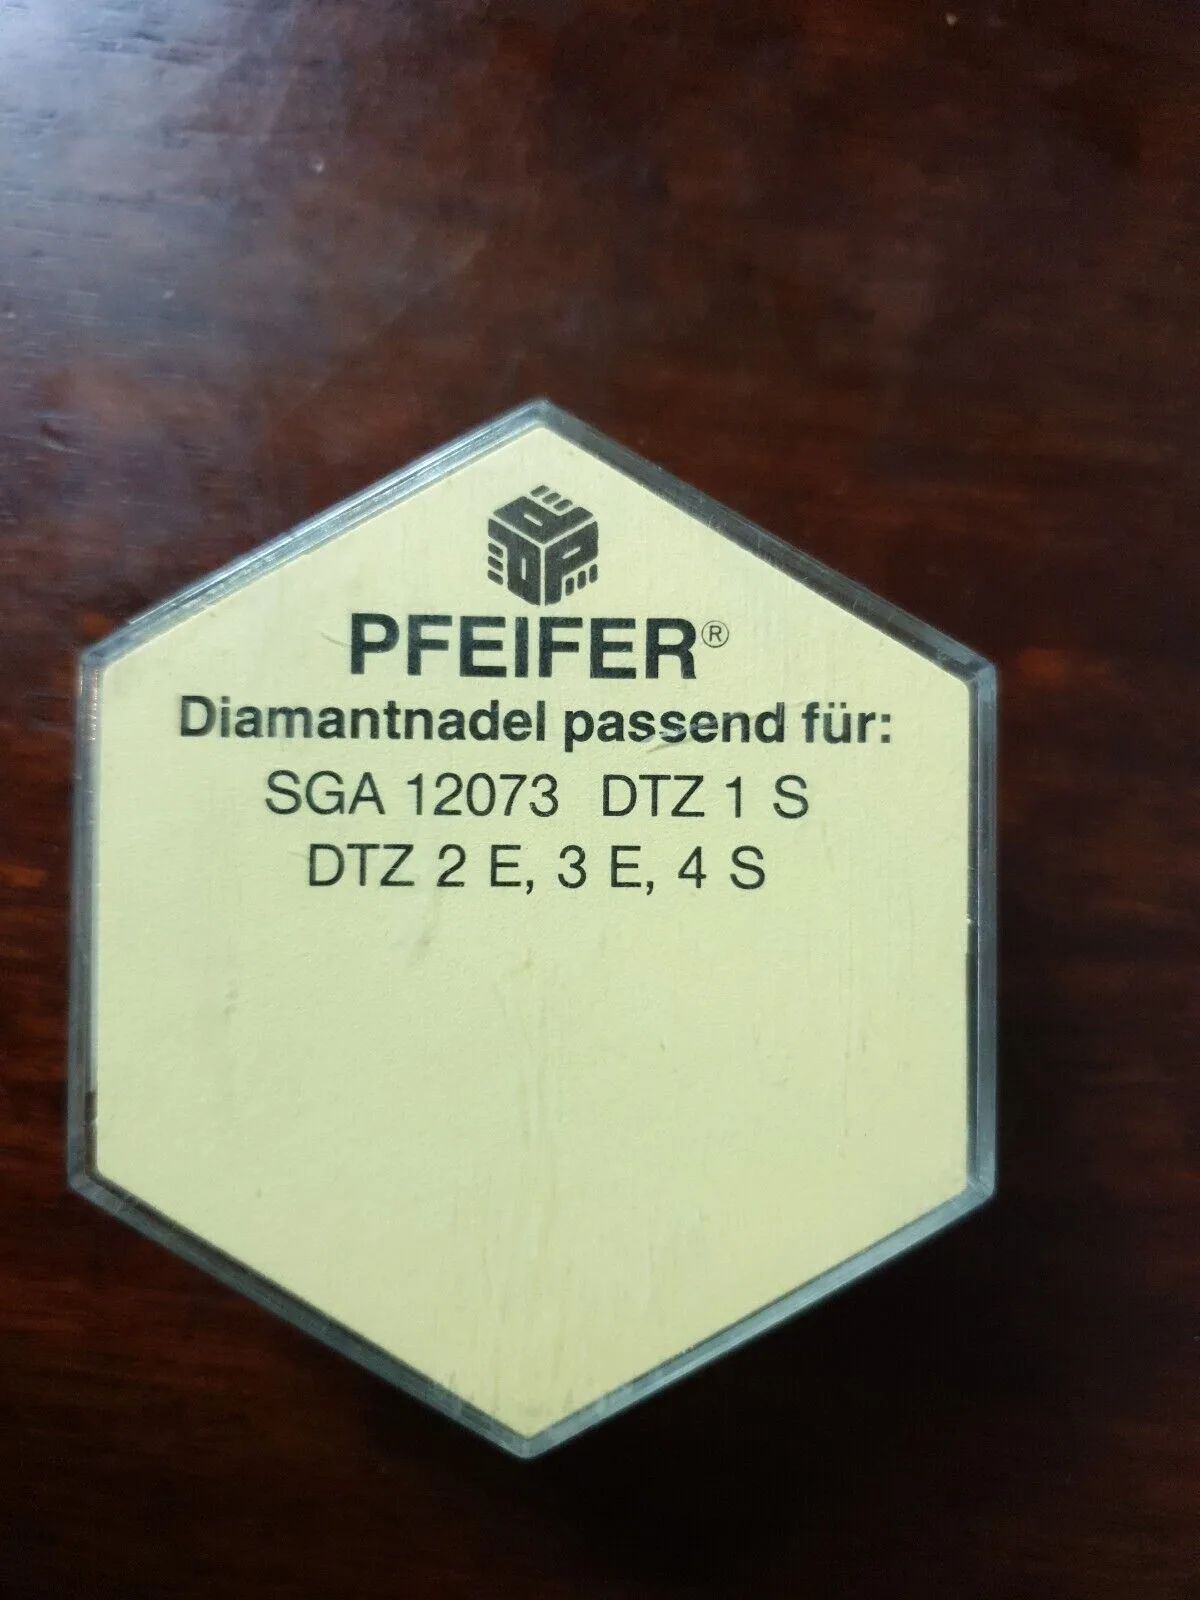 PFEIFER®
Diamantnadel passend für:
SGA 12073 DTZ 1 S
DTZ 2 E, 3 E, 4 S